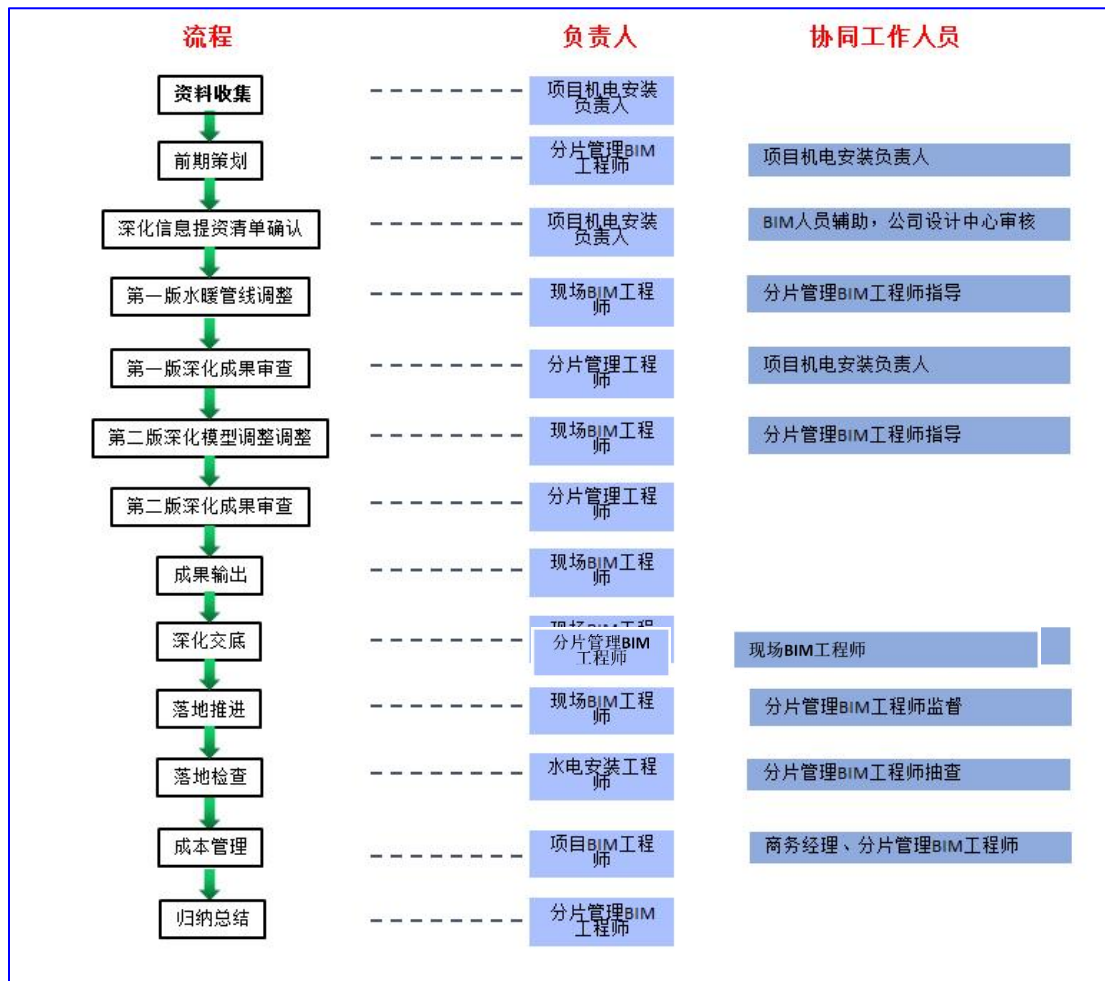 流程 负责人 协同工作人员
资料收集 项目机电安装
负责人
前期策划 分片管理BIM
工程师 项目机电安装负责人
深化信息提资清单确认 项目机电安装
负责人 BIM人员辅助，公司设计中心审核
第一版水暖管线调整 现场BIM工程
师 分片管理BIM工程师指导
第一版深化成果审查 分片管理工程
师 项目机电安装负责人
第二版深化模型调整调整 现场BIM工程
师 分片管理BIM工程师指导
第二版深化成果审查 分片管理工程
师
成果输出 现场BIM工程
师
深化交底 现场BIM工程
分片管理BIM
工程师 现场BIM工程师
落地推进 现场BIM工程
师 分片管理BIM工程师监督
落地检查 水电安装工程
师 分片管理BIM工程师抽查
成本管理 项目BIM工程
师 商务经理、分片管理BIM工程师
归纳总结 分片管理BIM
工程师